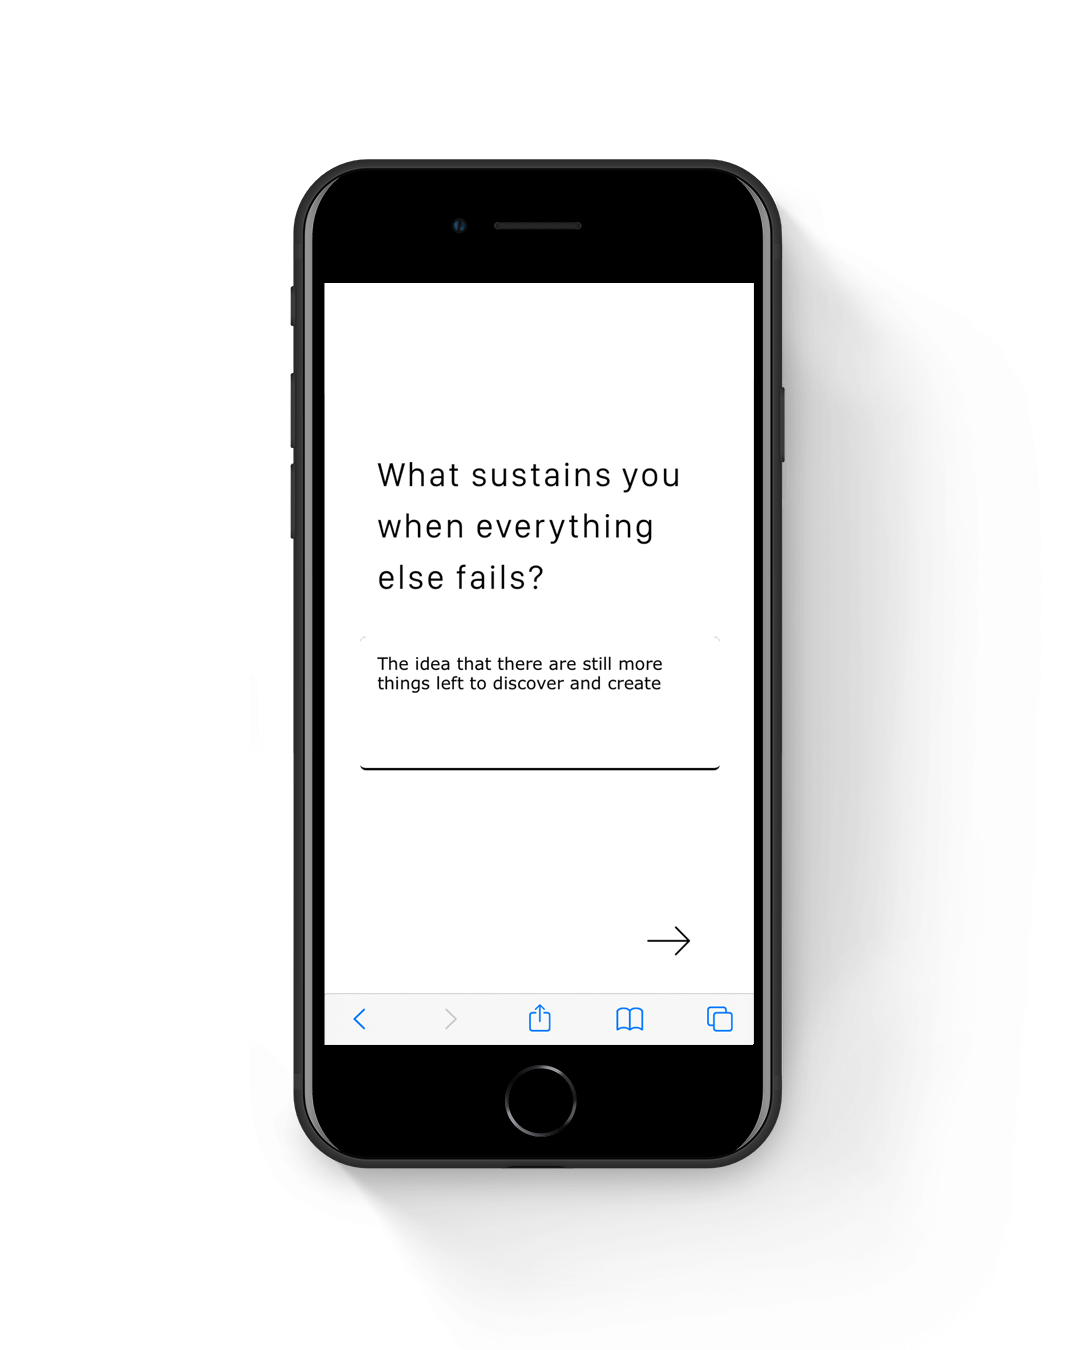 What sustains you
when everything
else fails?
The idea that there are still more
things left to discover and create